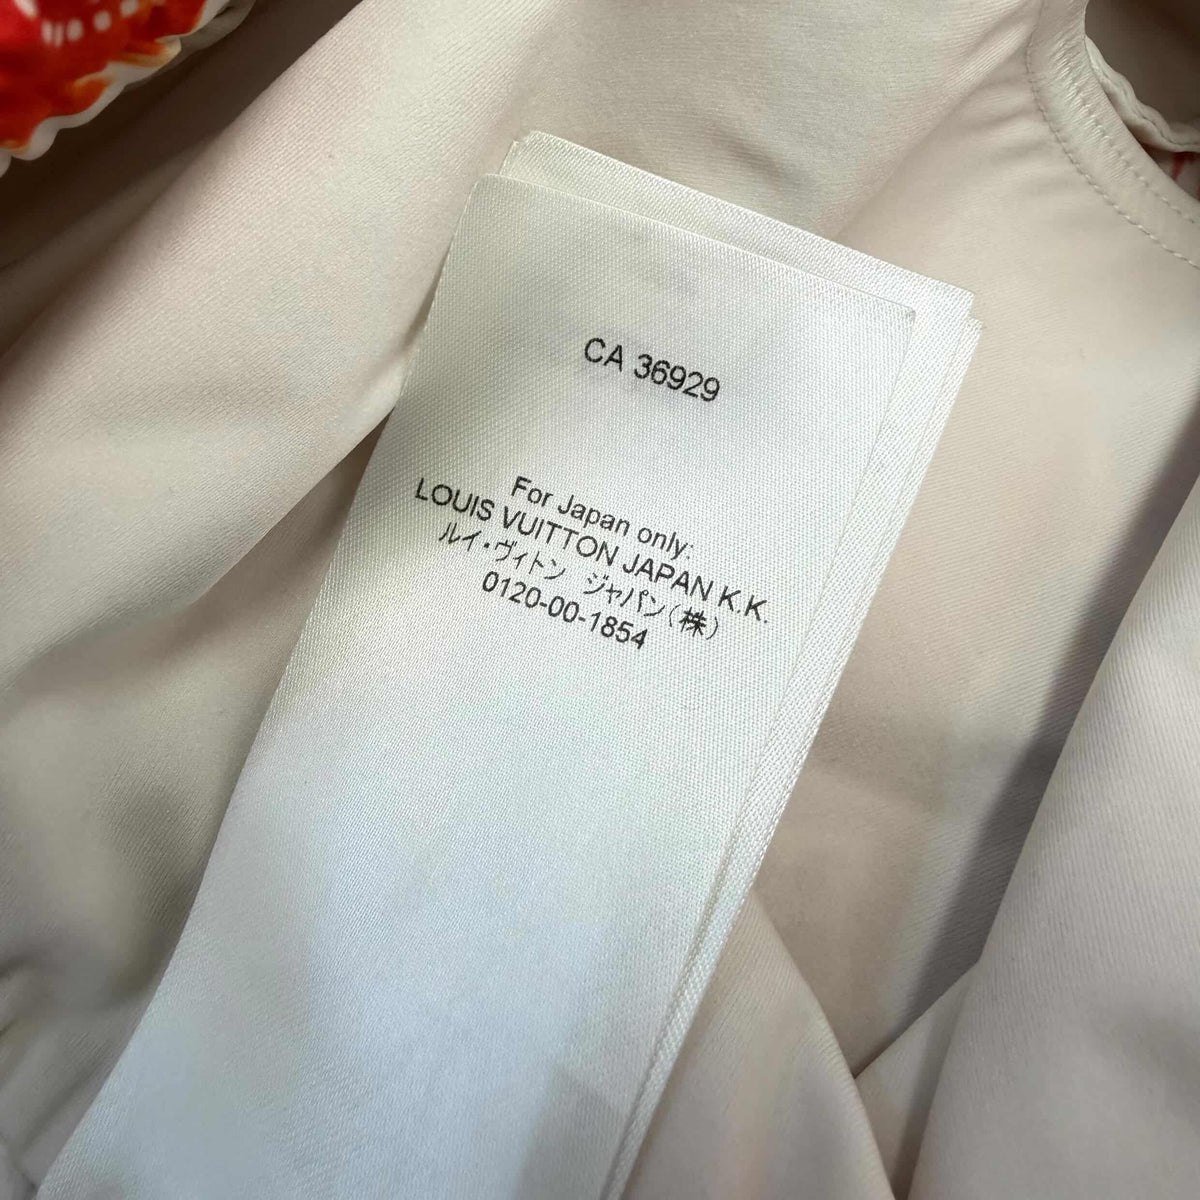 CA 36929
For Japan only:
LOUIS VUITTON JAPAN K.K.
ルイ・ヴィトン ジャパン(株)
0120-00-1854